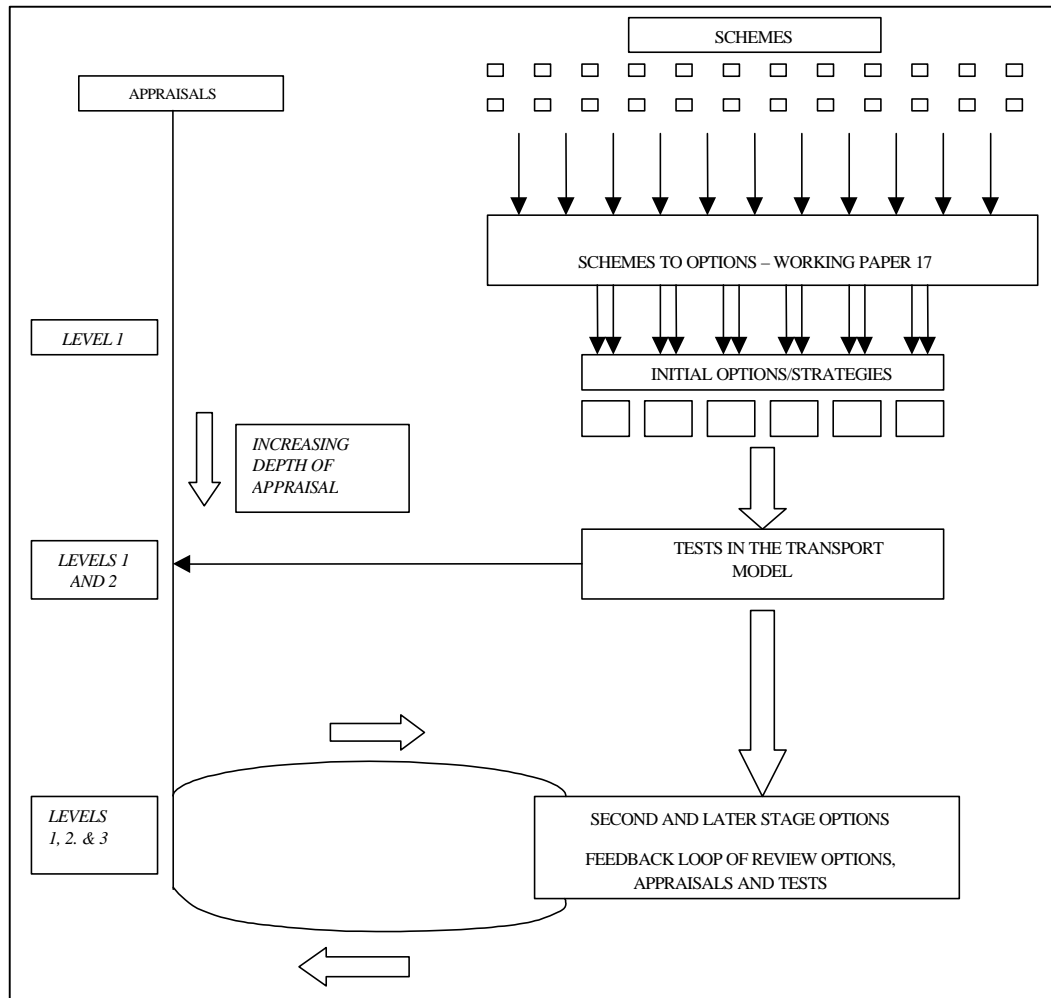 SCHEMES
APPRAISALS
SCHEMES TO OPTIONS – WORKING PAPER 17
LEVEL 1
INITIAL OPTIONS/STRATEGIES
INCREASING
DEPTH OF
APPRAISAL
LEVELS 1
AND 2
TESTS IN THE TRANSPORT
MODEL
LEVELS
1, 2. & 3
SECOND AND LATER STAGE OPTIONS
FEEDBACK LOOP OF REVIEW OPTIONS,
APPRAISALS AND TESTS